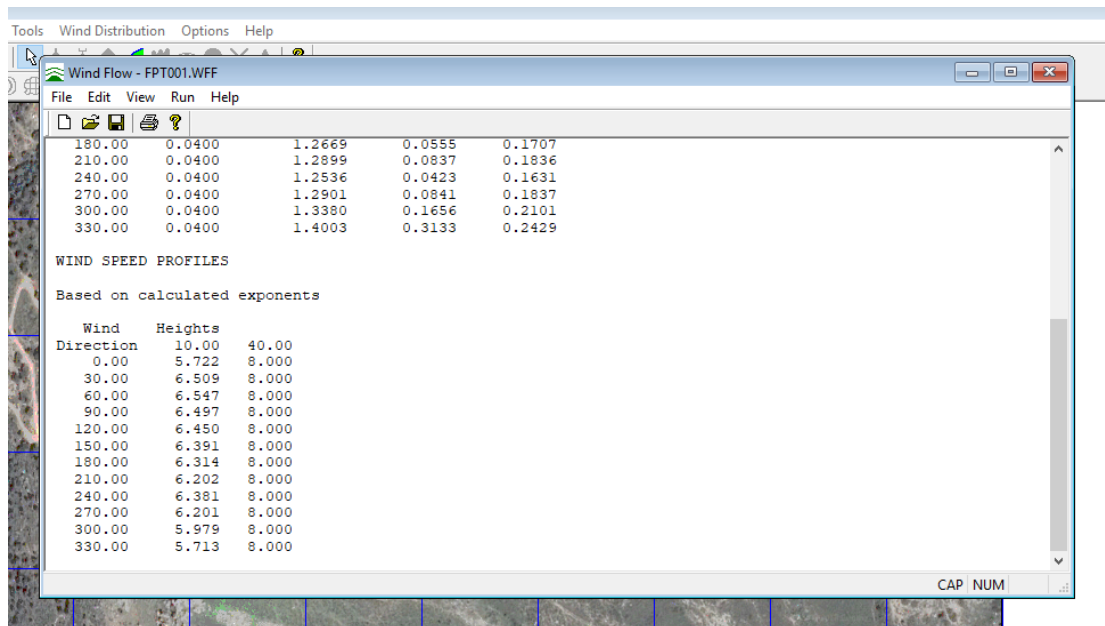 Tools Wind Distribution Options Help
Wind Flow - FPT001.WFF
File Edit View Run Help
180.00 0.0400 1.2669 0.0555 0.1707
210.00 0.0400 1.2899 0.0837 0.1836
240.00 0.0400 1.2536 0.0423 0.1631
270.00 0.0400 1.2901 0.0841 0.1837
300.00 0.0400 1.3380 0.1656 0.2101
330.00 0.0400 1.4003 0.3133 0.2429
WIND SPEED PROFILES
Based on calculated exponents
Wind Heights
Direction 10.00 40.00
0.00 5.722 8.000
30.00 6.509 8.000
60.00 6.547 8.000
90.00 6.497 8.000
120.00 6.450 8.000
150.00 6.391 8.000
180.00 6.314 8.000
210.00 6.202 8.000
240.00 6.381 8.000
270.00 6.201 8.000
300.00 5.979 8.000
330.00 5.713 8.000
CAP NUM